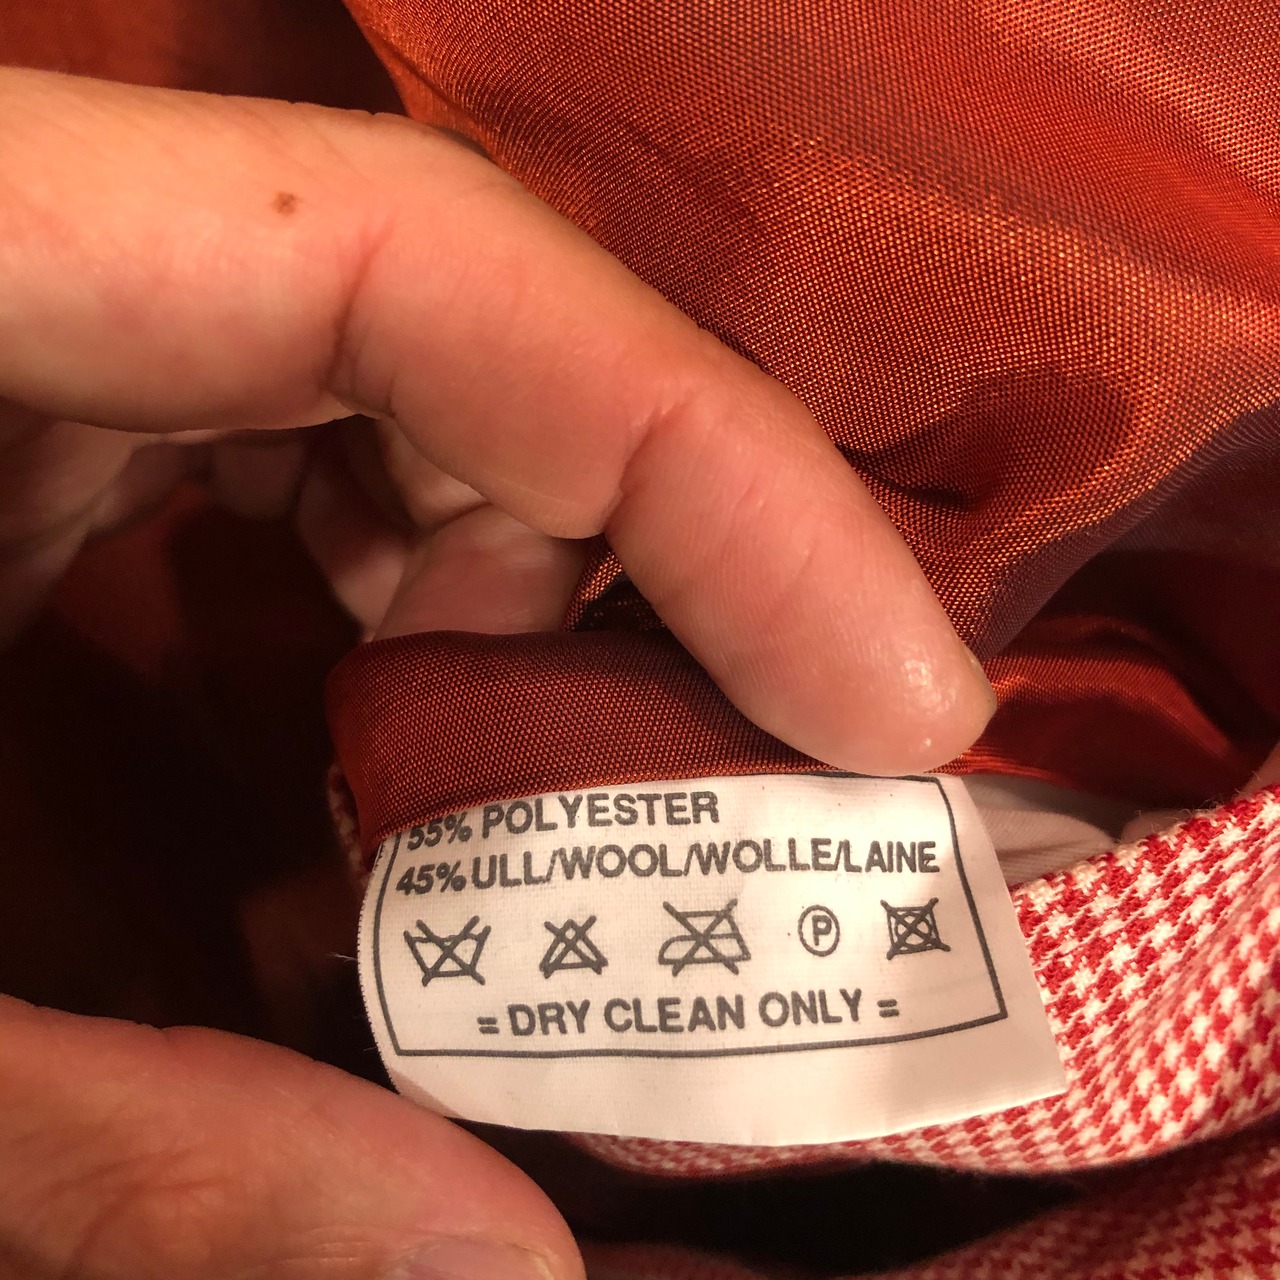 55% POLYESTER
45% ULL/WOOL/WOLLE/LAINE
P
= DRY CLEAN ONLY =